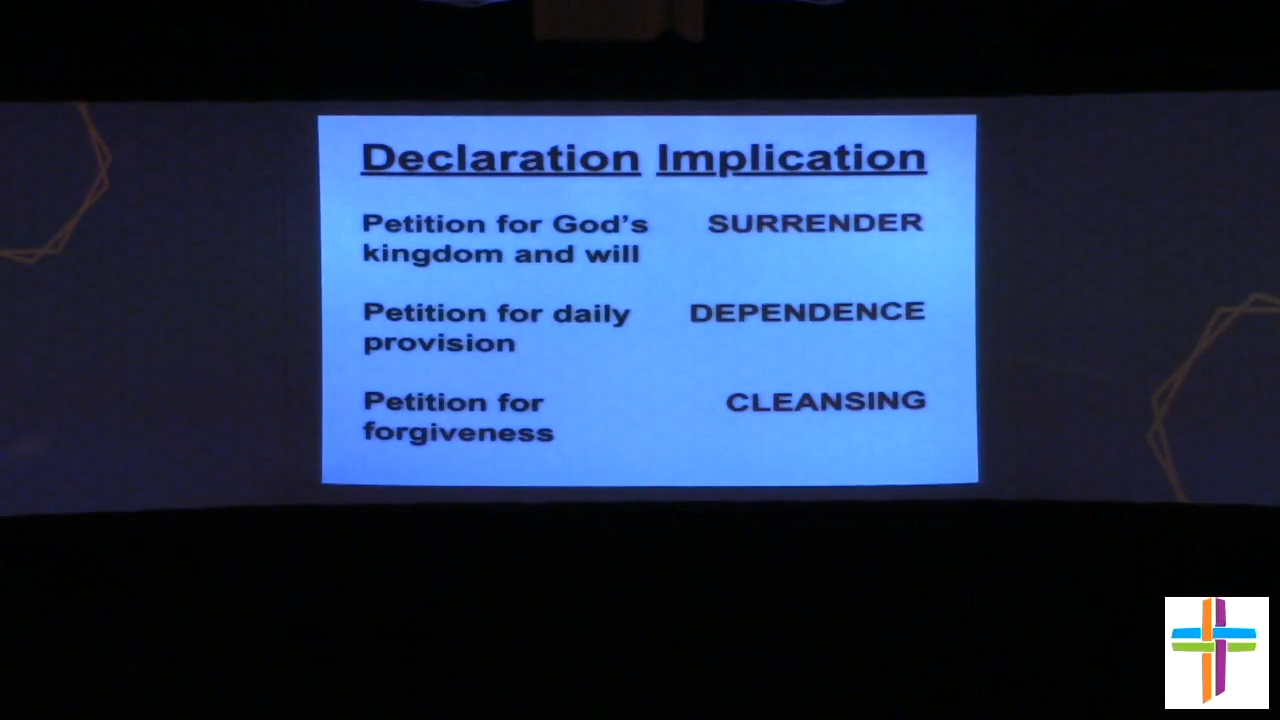 Declaration Implication
Petition for God's SURRENDER
kingdom and will
Petition for daily DEPENDENCE
provision
Petition for CLEANSING
forgiveness